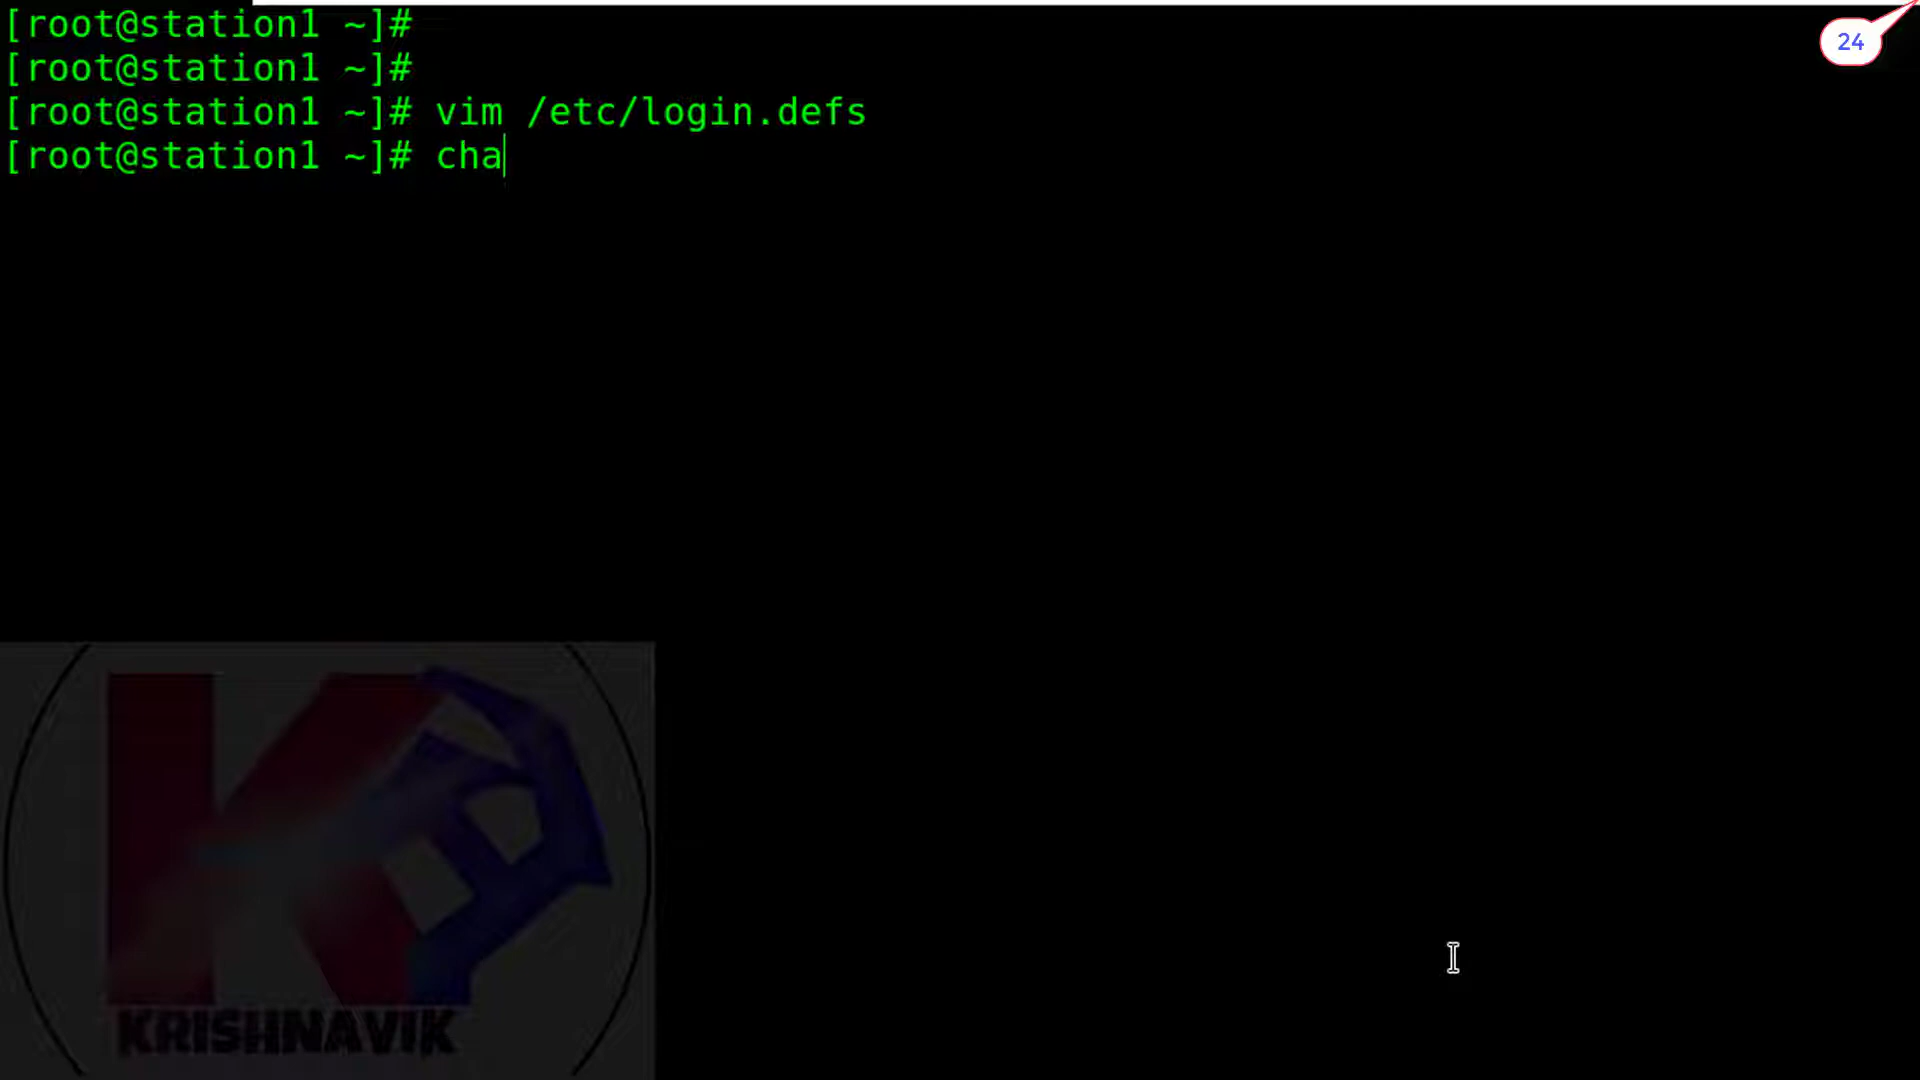 [root@station1 ~]#
24
[root@station1 ~]#
[root@station1 ~]# vim /etc/login.defs
[root@station1 ~]# cha
KRISHNAVIK